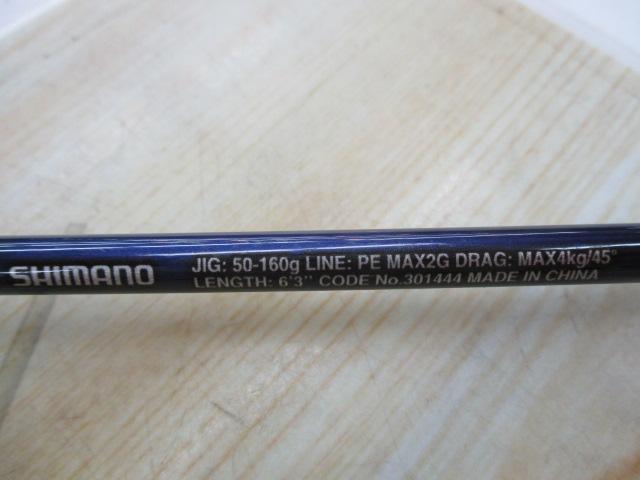 SHIMANO
JIG: 50-160g LINE: PE MAX2G DRAG: MAX4kg/45°
LENGTH: 6'3" CODE No.301444 MADE IN CHINA